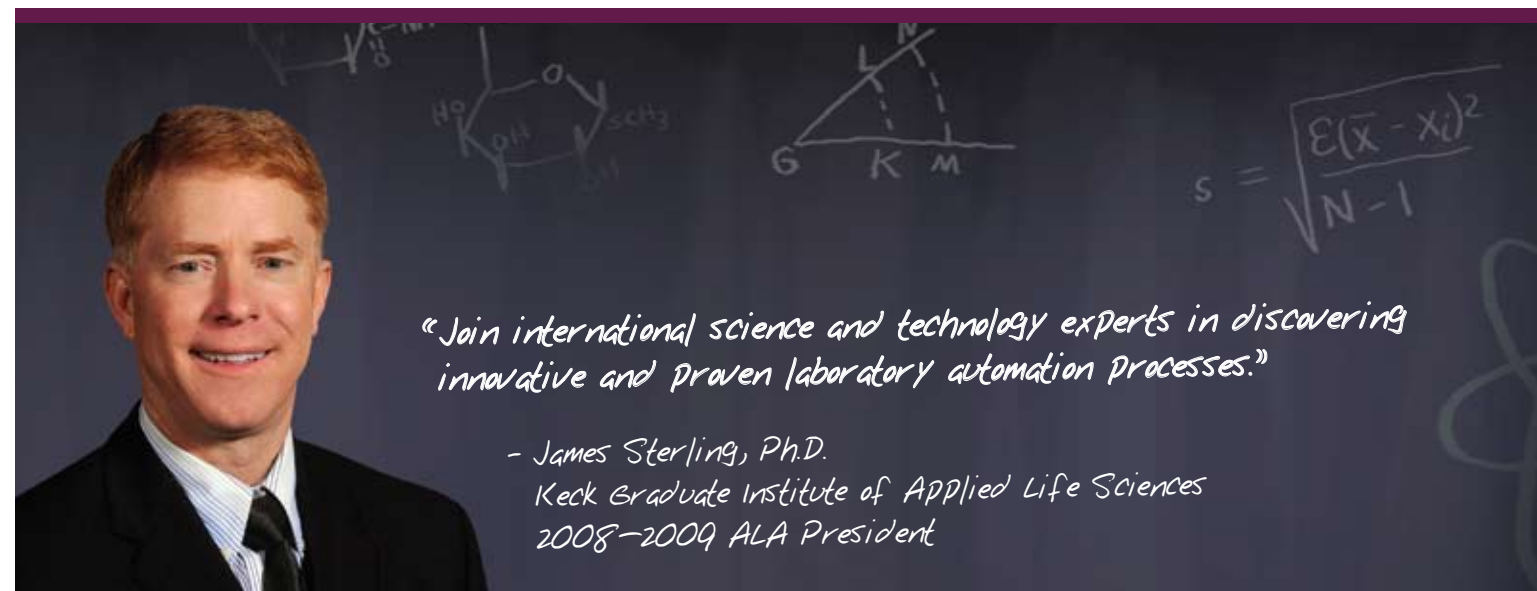 HO
O
OH
SCH3
L
N
G
K
M
s = √Ɛ(x̄ - xi)²
N-1
“Join international science and technology experts in discovering
innovative and proven laboratory automation processes.”
- James Sterling, Ph.D.
Keck Graduate Institute of Applied Life Sciences
2008-2009 ALA President